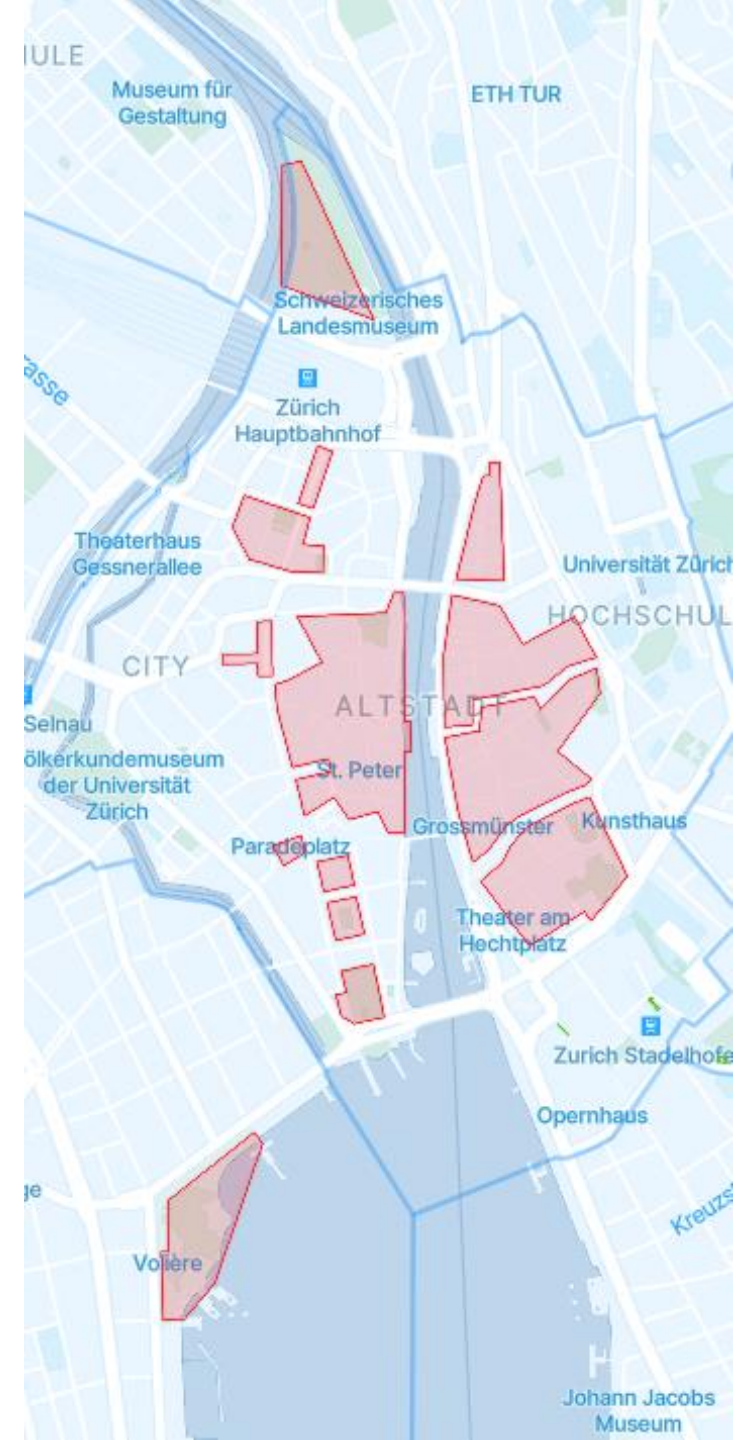 ULE
Museum für
Gestaltung
ETH TUR
Schweizerisches
Landesmuseum
asse
Zürich
Hauptbahnhof
Theaterhaus
Gessnerallee
Universität Zürich
HOCHSCHUL
CITY
ALTSTADT
Selnau
ölkerkundemuseum
der Universität
Zürich
St. Peter
Paradeplatz
Grossmünster
Kunsthaus
Theater am
Hechtplatz
Zurich Stadelhofe
Opernhaus
ge
Kreuzs
Volière
Johann Jacobs
Museum